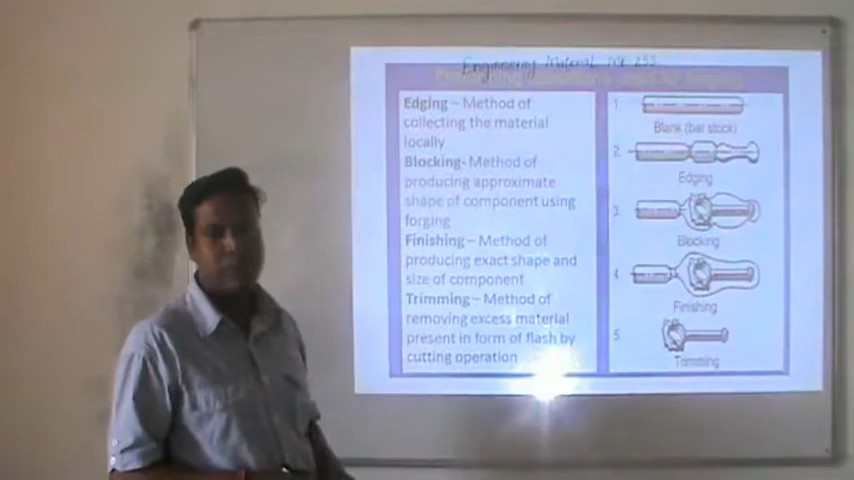 Engineering Material ME 233
Edging – Method of
collecting the material
locally
Blocking- Method of
producing approximate
shape of component using
forging
Finishing – Method of
producing exact shape and
size of component
Trimming – Method of
removing excess material
present in form of flash by
cutting operation
1.
Blank (bar stock)
2.
Edging
3.
Blocking
4.
Finishing
5.
Trimming